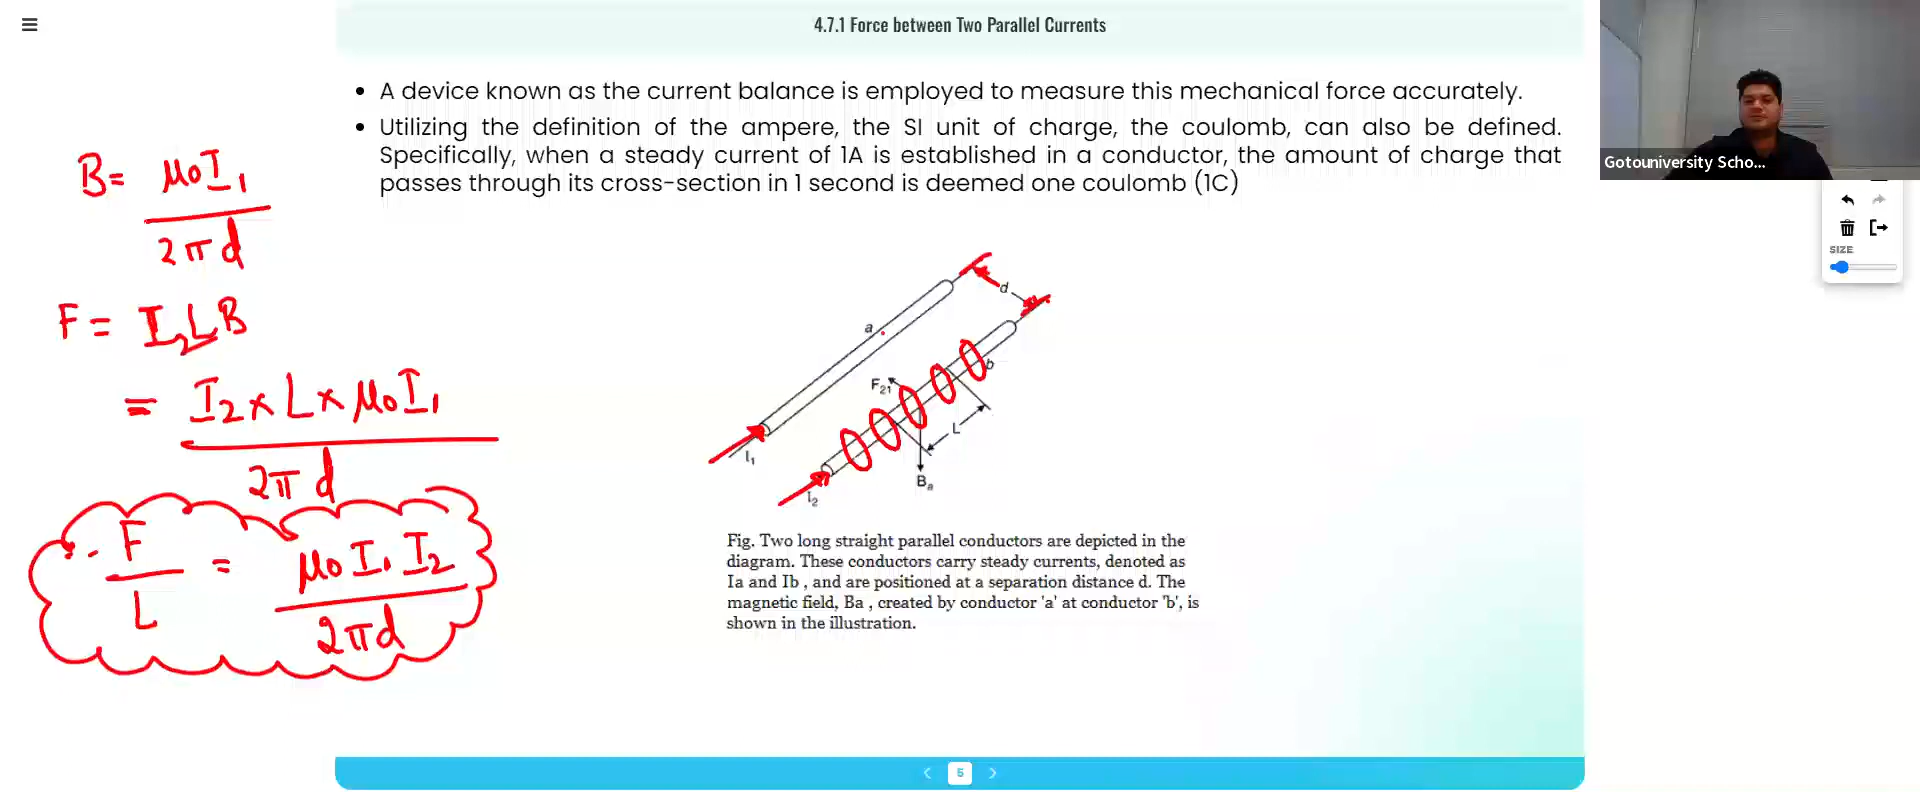 4.7.1 Force between Two Parallel Currents
• A device known as the current balance is employed to measure this mechanical force accurately.
• Utilizing the definition of the ampere, the SI unit of charge, the coulomb, can also be defined.
Specifically, when a steady current of 1A is established in a conductor, the amount of charge that
passes through its cross-section in 1 second is deemed one coulomb (1C)
Gotouniversity Scho...
SIZE
B = μ₀I₁
2πd
F = I₂LB
= I₂ × L × μ₀I₁
2πd
F = μ₀I₁I₂
L 2πd
d
a
b
F₂₁
L
I₁
Bₐ
I₂
Fig. Two long straight parallel conductors are depicted in the
diagram. These conductors carry steady currents, denoted as
Ia and Ib , and are positioned at a separation distance d. The
magnetic field, Ba , created by conductor 'a' at conductor 'b', is
shown in the illustration.
< 5 >